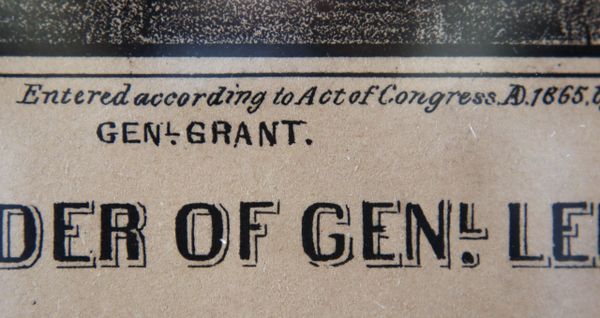 Entered according to Act of Congress A.D. 1865, b
GENL. GRANT.
DER OF GENL. LE